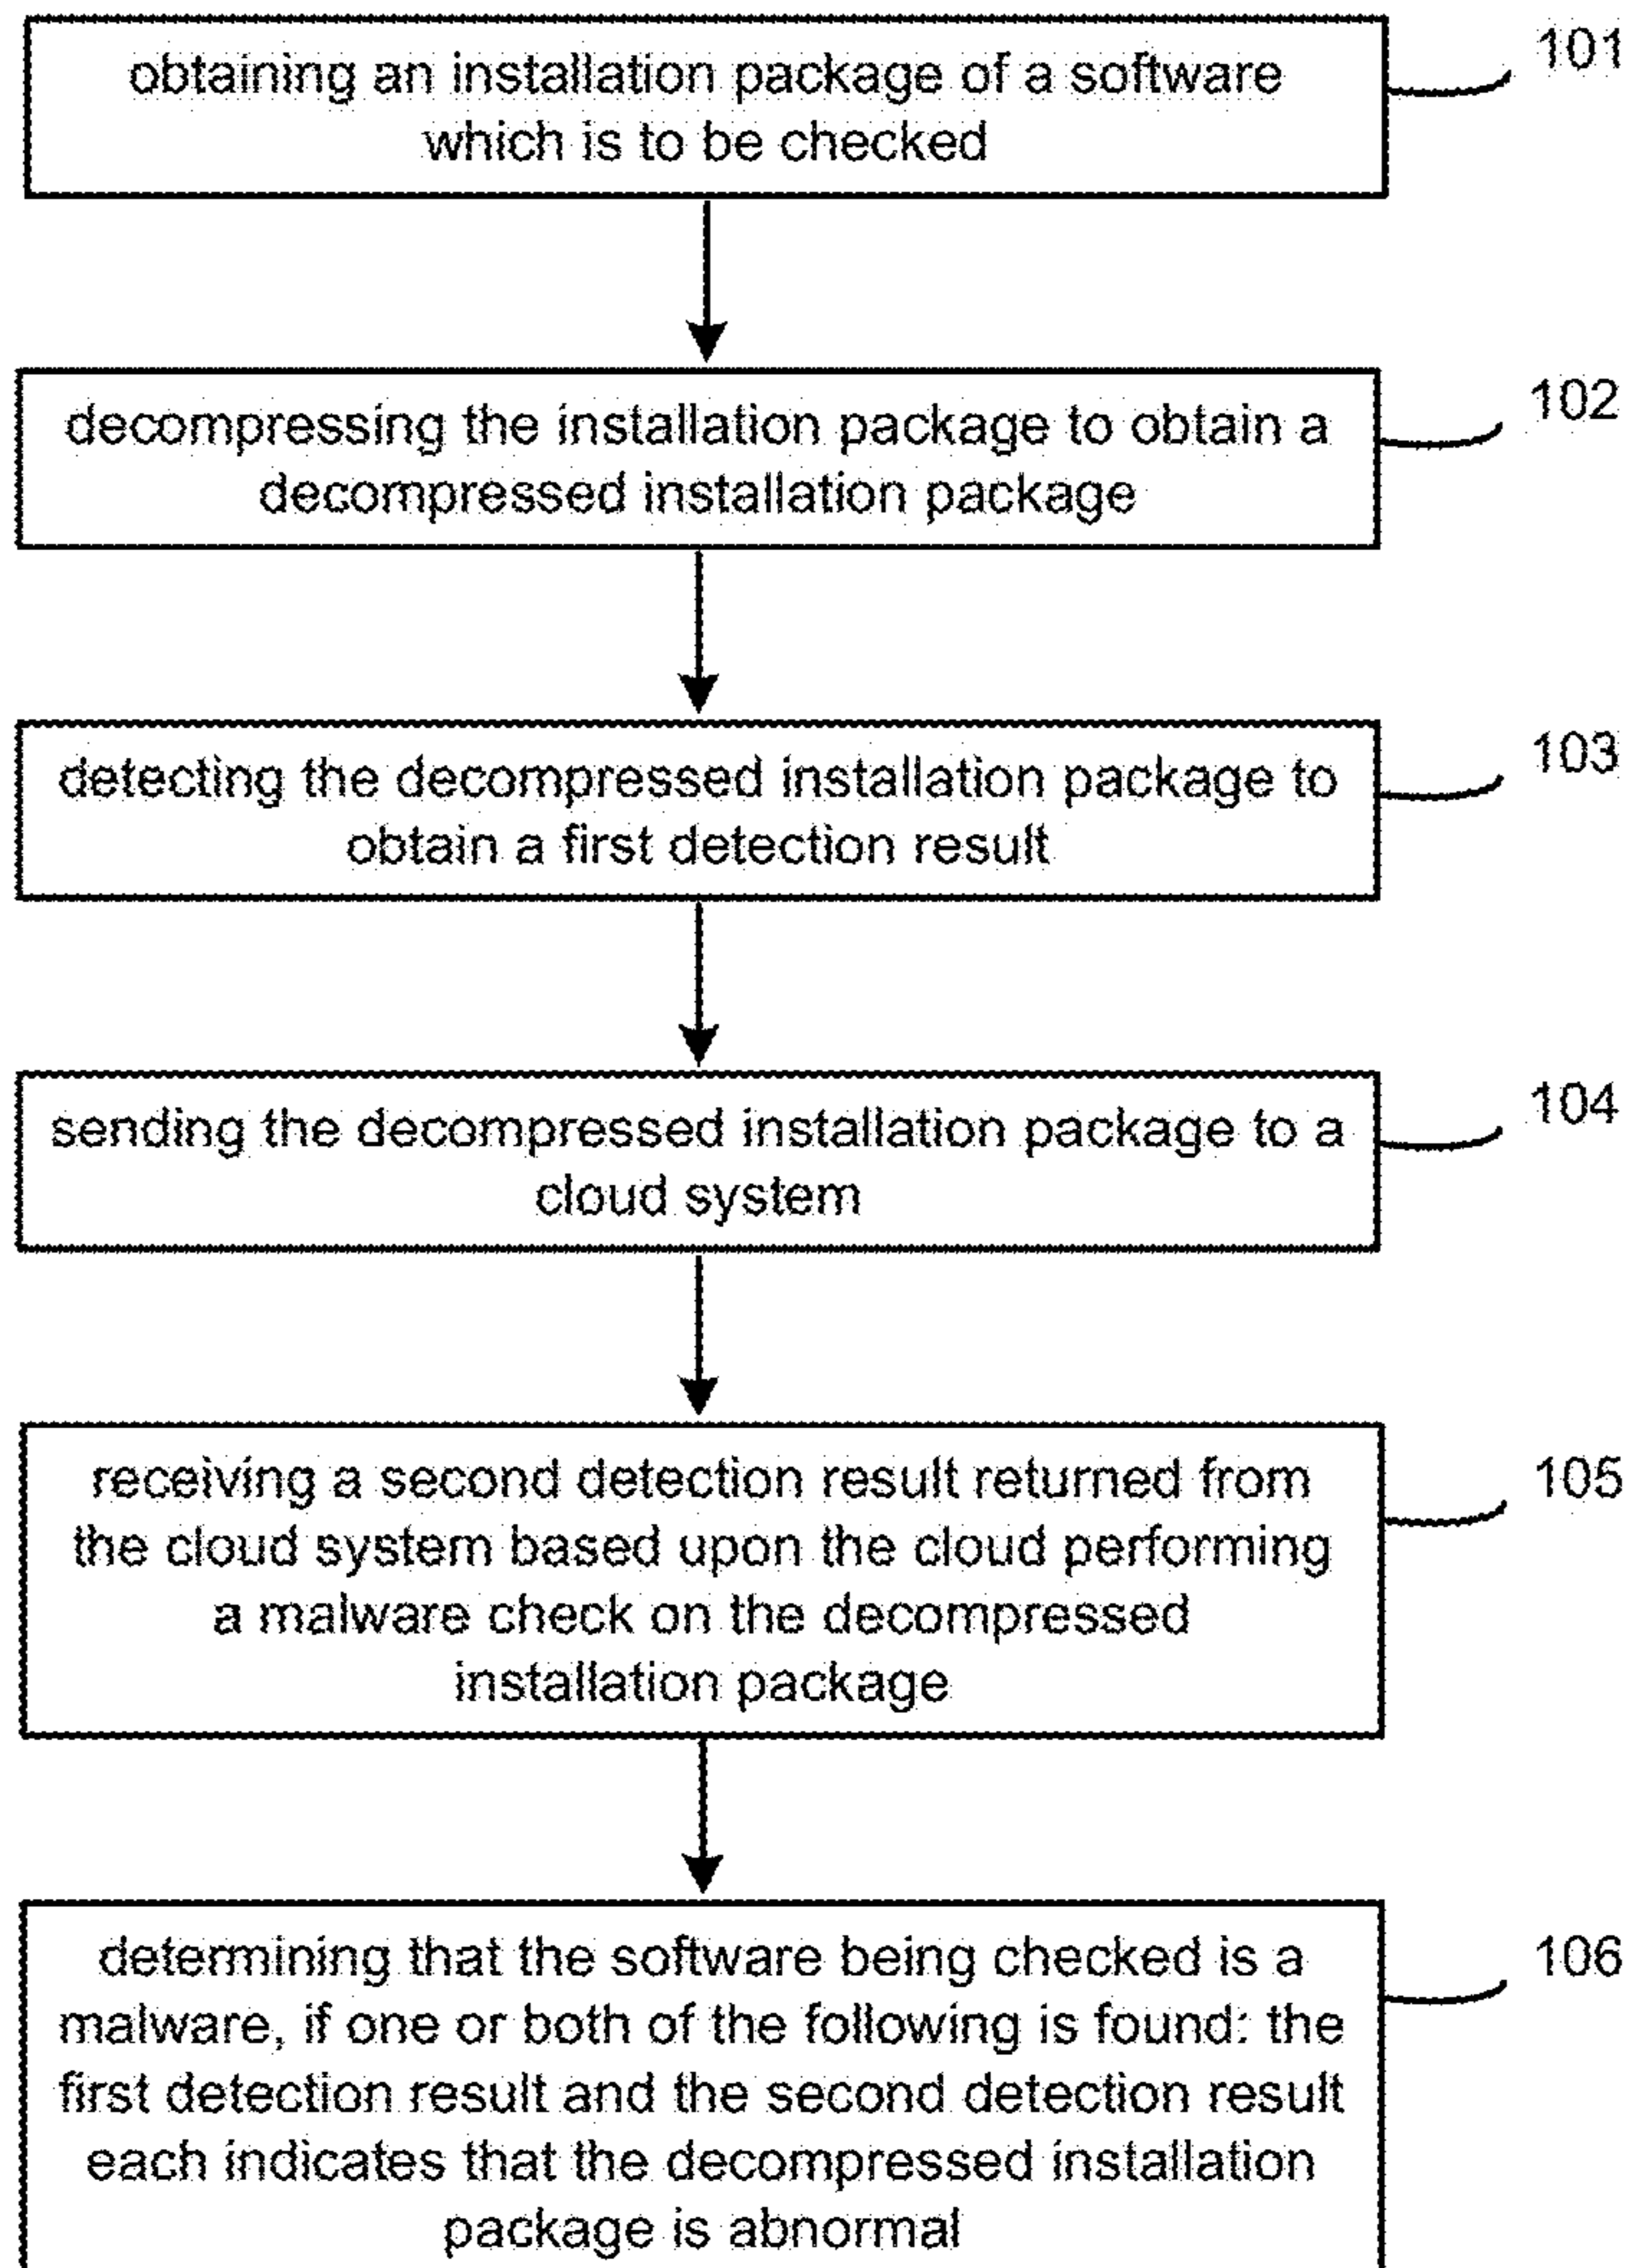 obtaining an installation package of a software
which is to be checked
101
decompressing the installation package to obtain a
decompressed installation package
102
detecting the decompressed installation package to
obtain a first detection result
103
sending the decompressed installation package to a
cloud system
104
receiving a second detection result returned from
the cloud system based upon the cloud performing
a malware check on the decompressed
installation package
105
determining that the software being checked is a
malware, if one or both of the following is found: the
first detection result and the second detection result
each indicates that the decompressed installation
package is abnormal
106